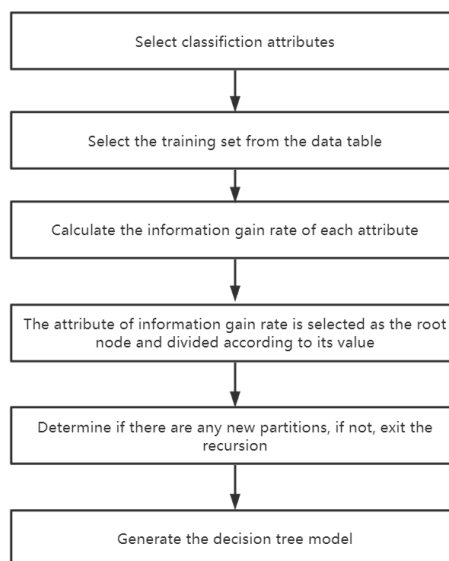 Select classifiction attributes
Select the training set from the data table
Calculate the information gain rate of each attribute
The attribute of information gain rate is selected as the root
node and divided according to its value
Determine if there are any new partitions, if not, exit the
recursion
Generate the decision tree model